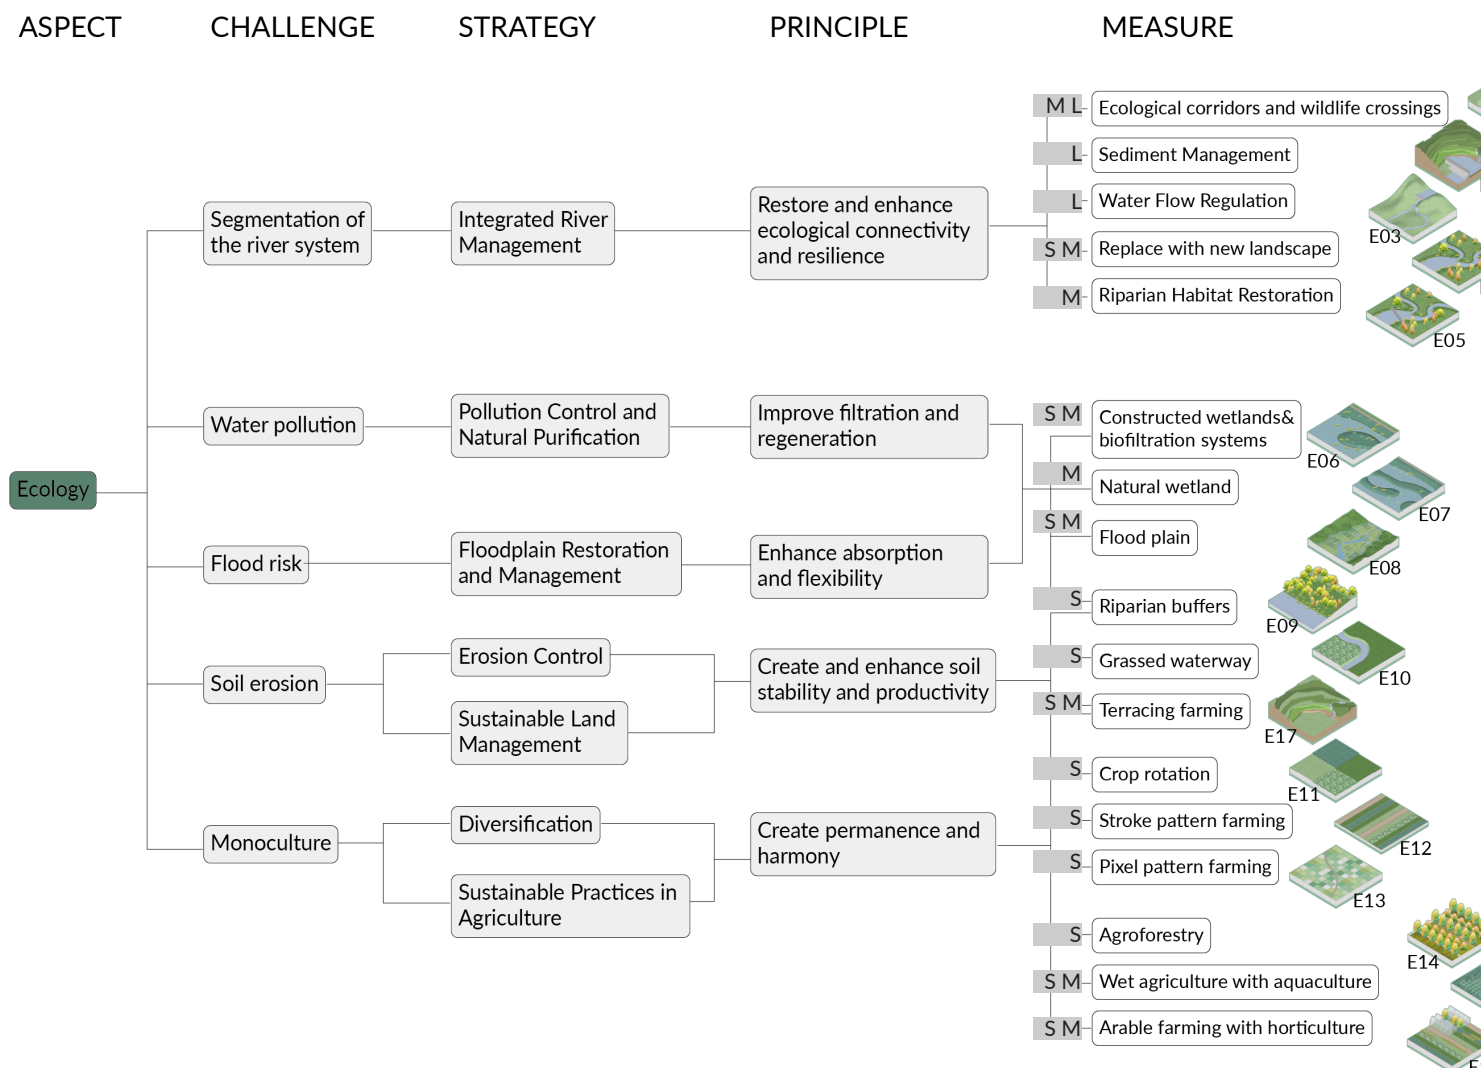 ASPECT CHALLENGE STRATEGY PRINCIPLE MEASURE
Ecology
Segmentation of
the river system
Integrated River
Management
Restore and enhance
ecological connectivity
and resilience
M L Ecological corridors and wildlife crossings
L Sediment Management
L Water Flow Regulation
E03
S M Replace with new landscape
M Riparian Habitat Restoration
E05
Water pollution
Pollution Control and
Natural Purification
Improve filtration and
regeneration
Flood risk
Floodplain Restoration
and Management
Enhance absorption
and flexibility
S M Constructed wetlands&
biofiltration systems
E06
M Natural wetland
E07
S M Flood plain
E08
Soil erosion
Erosion Control
Sustainable Land
Management
Create and enhance soil
stability and productivity
S Riparian buffers
E09
S Grassed waterway
E10
S M Terracing farming
E17
Monoculture
Diversification
Sustainable Practices in
Agriculture
Create permanence and
harmony
S Crop rotation
E11
S Stroke pattern farming
E12
S Pixel pattern farming
E13
S Agroforestry
E14
S M Wet agriculture with aquaculture
S M Arable farming with horticulture